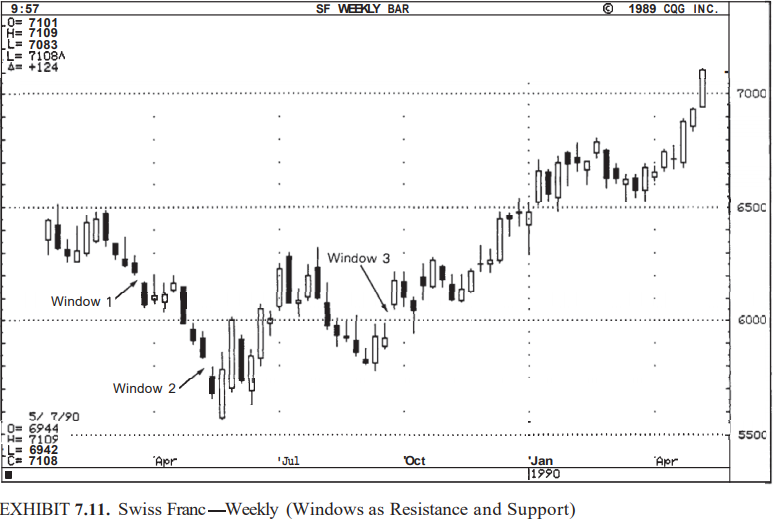 9:57 SF WEEKLY BAR © 1989 CQG INC.
O= 7101
H= 7109
L= 7083
L= 7108A
Δ= +124
7000
6500
Window 3
Window 1
6000
Window 2
5/ 7/90
O= 6944
H= 7109
L= 6942
C= 7108
5500
'Apr 'Jul 'Oct 'Jan 'Apr
1990
EXHIBIT 7.11. Swiss Franc—Weekly (Windows as Resistance and Support)